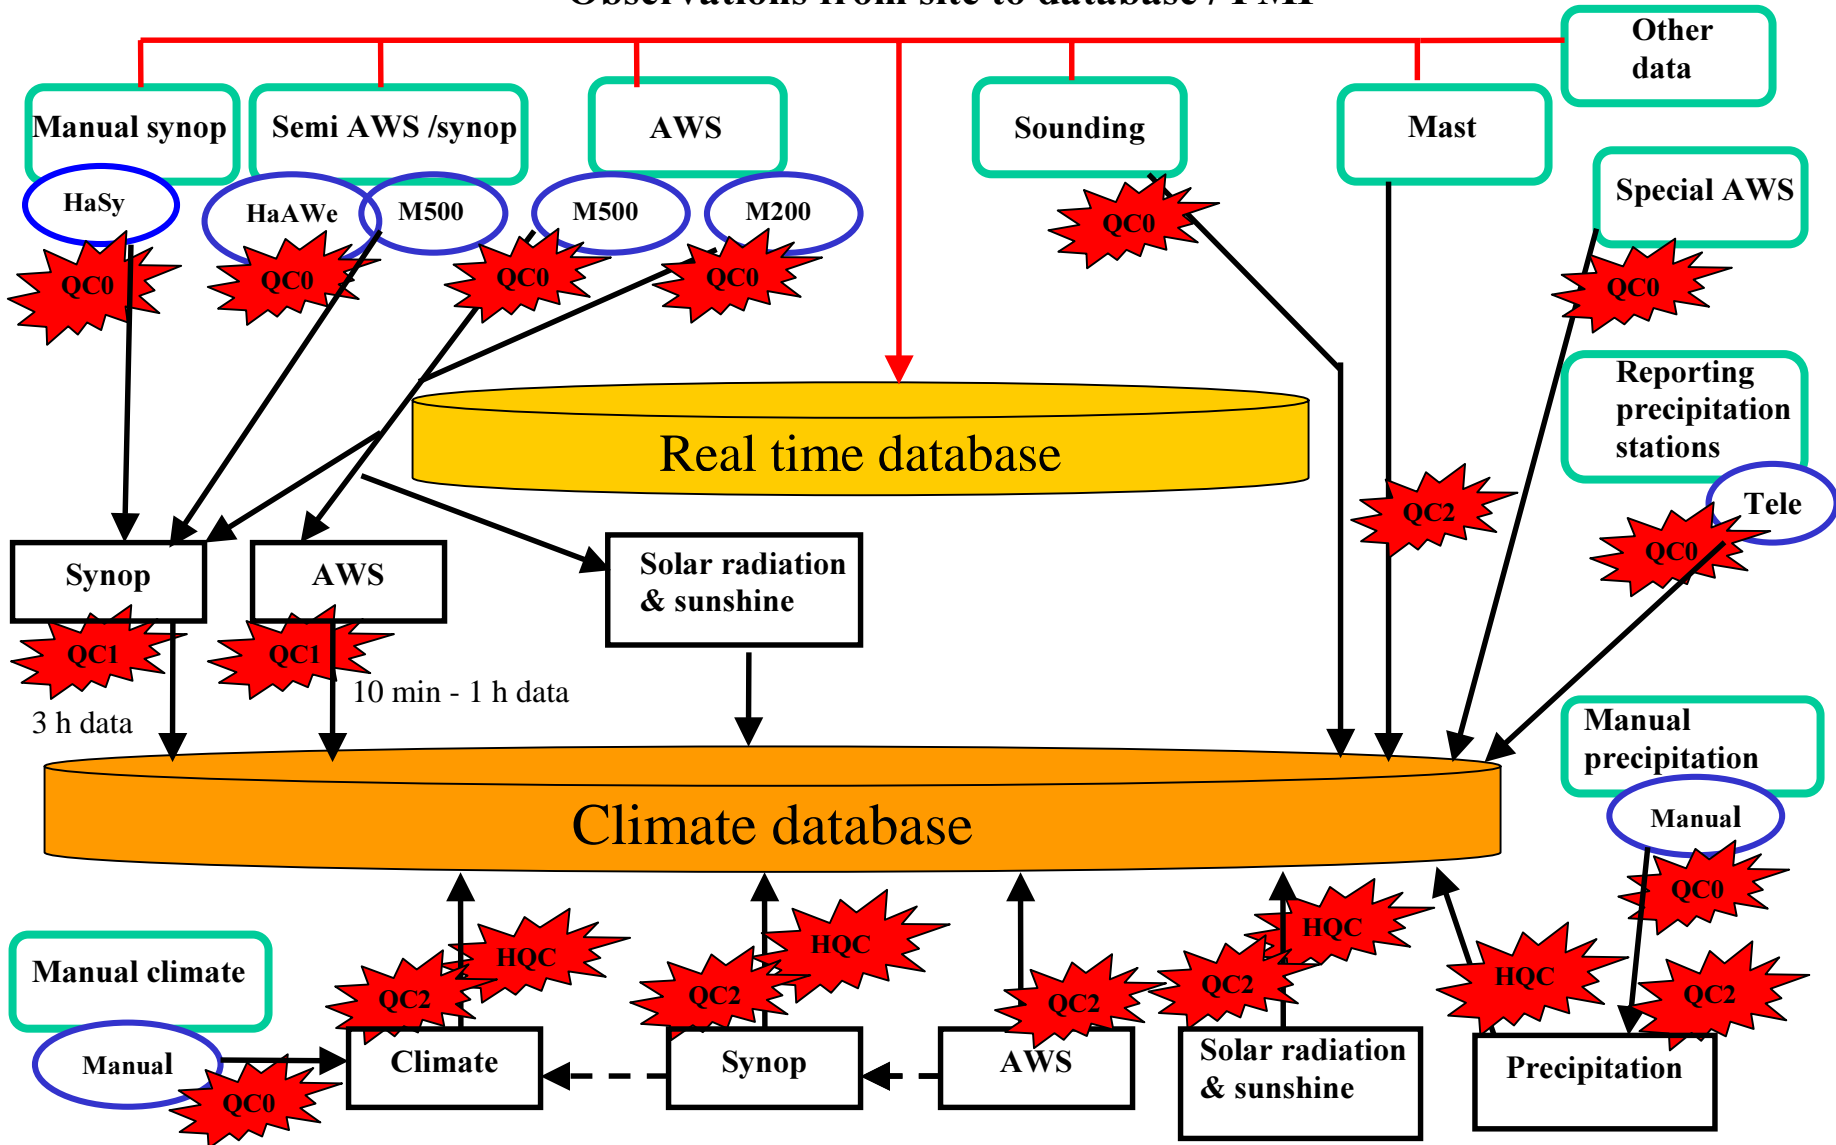 Other
data
Manual synop
Semi AWS /synop
AWS
Sounding
Mast
Special AWS
HaSy
HaAWe
M500
M500
M200
QC0
QC0
QC0
QC0
QC0
QC0
Reporting
precipitation
stations
Real time database
QC2
Tele
QC0
Synop
AWS
Solar radiation
& sunshine
QC1
QC1
10 min - 1 h data
3 h data
Manual
precipitation
Climate database
Manual
QC0
Manual climate
HQC
HQC
HQC
HQC
QC2
QC2
QC2
QC2
QC2
Manual
QC0
Climate
Synop
AWS
Solar radiation
& sunshine
Precipitation